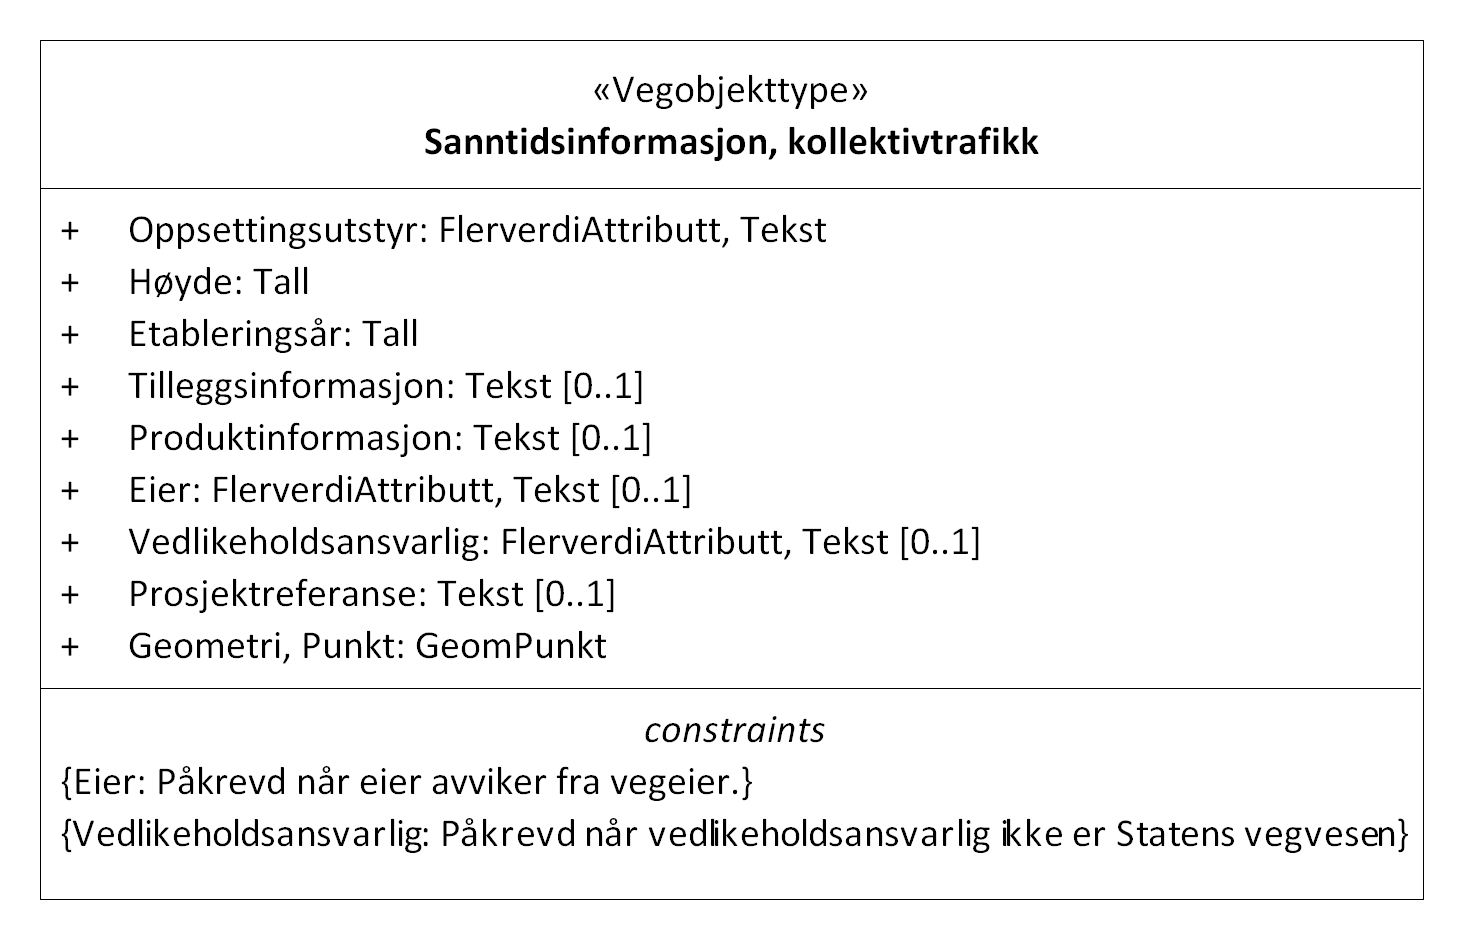 «Vegobjekttype»
Sanntidsinformasjon, kollektivtrafikk
+ Oppsettingsutstyr: FlerverdiAttributt, Tekst
+ Høyde: Tall
+ Etableringsår: Tall
+ Tilleggsinformasjon: Tekst [0..1]
+ Produktinformasjon: Tekst [0..1]
+ Eier: FlerverdiAttributt, Tekst [0..1]
+ Vedlikeholdsansvarlig: FlerverdiAttributt, Tekst [0..1]
+ Prosjektreferanse: Tekst [0..1]
+ Geometri, Punkt: GeomPunkt
constraints
{Eier: Påkrevd når eier avviker fra vegeier.}
{Vedlikeholdsansvarlig: Påkrevd når vedlikeholdsansvarlig ikke er Statens vegvesen}